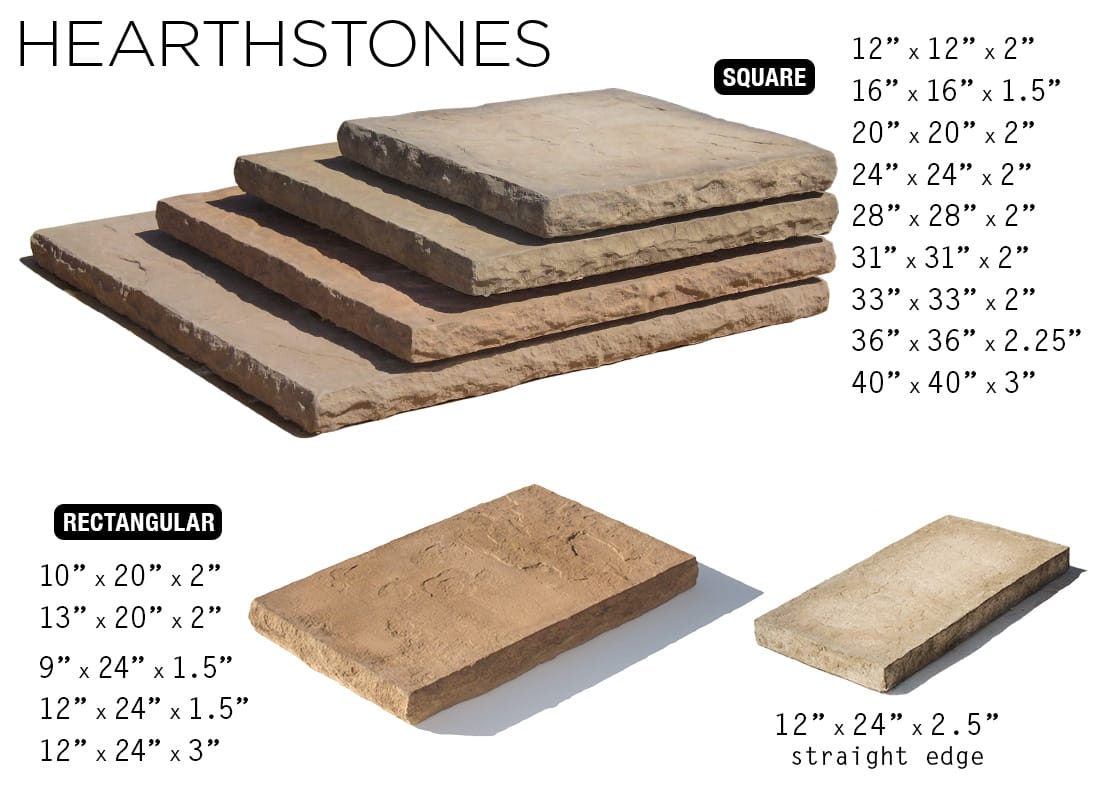 HEARTHSTONES
SQUARE
12” x 12” x 2”
16” x 16” x 1.5”
20” x 20” x 2”
24” x 24” x 2”
28” x 28” x 2”
31” x 31” x 2”
33” x 33” x 2”
36” x 36” x 2.25”
40” x 40” x 3”
RECTANGULAR
10” x 20” x 2”
13” x 20” x 2”
9” x 24” x 1.5”
12” x 24” x 1.5”
12” x 24” x 3”
12” x 24” x 2.5”
straight edge